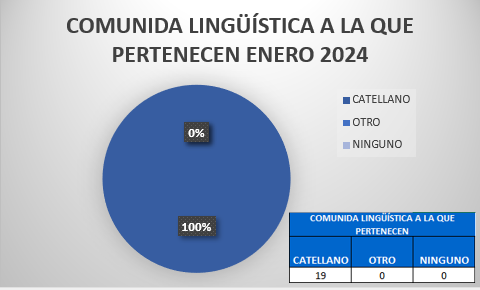 COMUNIDA LINGÜÍSTICA A LA QUE
PERTENECEN ENERO 2024
CATELLANO
OTRO
NINGUNO
0%
100%
COMUNIDA LINGÜÍSTICA A LA QUE
PERTENECEN
CATELLANO OTRO NINGUNO
19 0 0